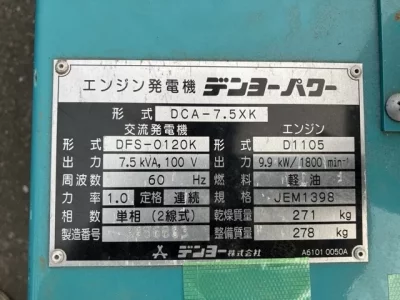 エンジン発電機 デンヨーパワー
形式 DCA-7.5XK
交流発電機 エンジン
形式 DFS-0120K 形式 D1105
出力 7.5 kVA, 100 V 出力 9.9 kW/1800 min⁻¹
周波数 60 Hz 燃料 軽油
力率 1.0 定格 連続 規格 JEM1398
相数 単相 (2線式) 乾燥質量 271 kg
製造番号 整備質量 278 kg
デンヨー株式会社 A6101 0050A